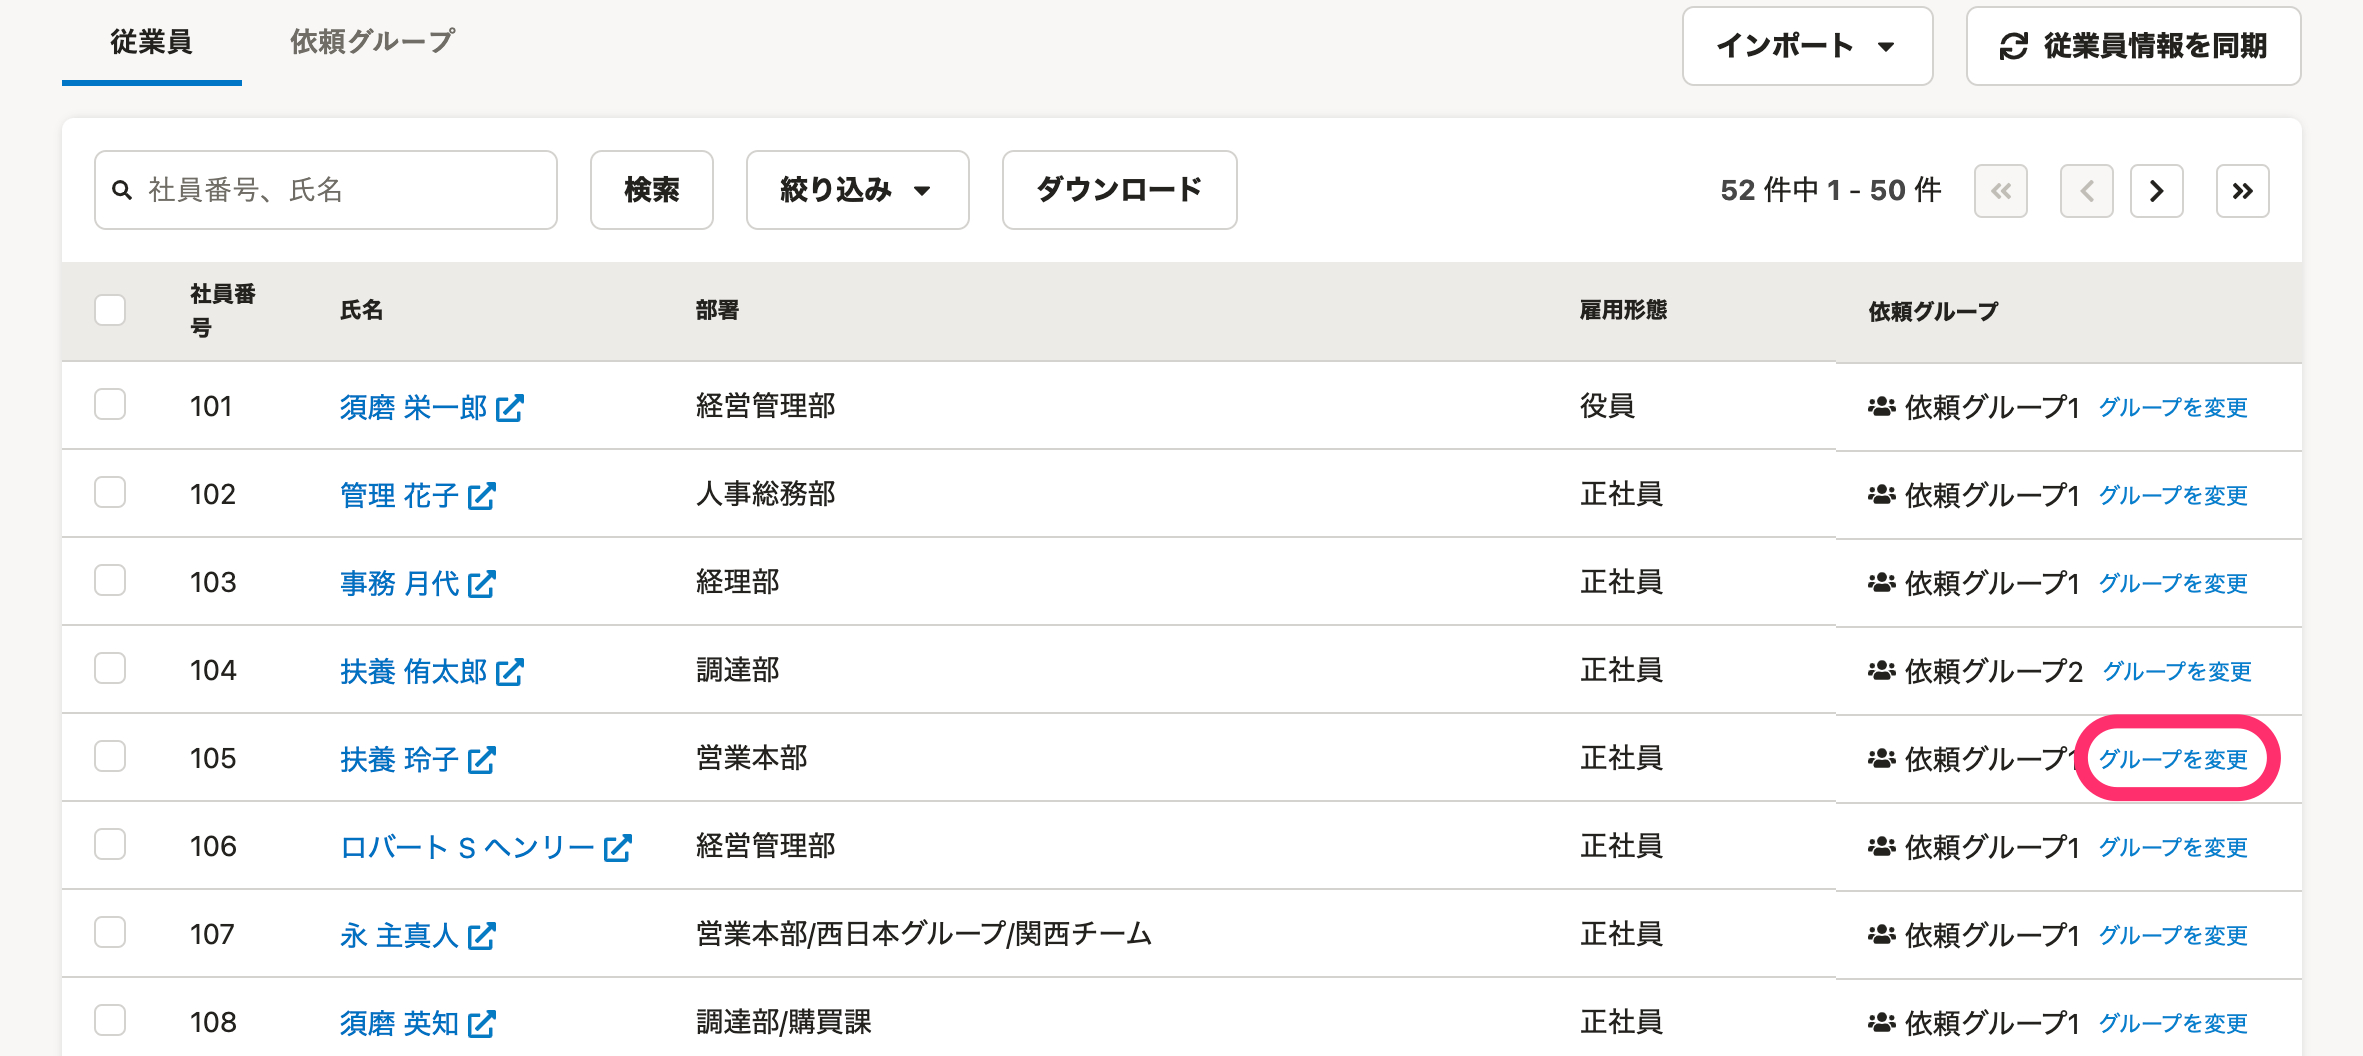 従業員 依頼グループ インポート 従業員情報を同期
社員番号、氏名 検索 絞り込み ダウンロード 52 件中 1 - 50 件
社員番
号
氏名 部署 雇用形態 依頼グループ
101 須磨 栄一郎 経営管理部 役員 依頼グループ1 グループを変更
102 管理 花子 人事総務部 正社員 依頼グループ1 グループを変更
103 事務 月代 経理部 正社員 依頼グループ1 グループを変更
104 扶養 侑太郎 調達部 正社員 依頼グループ2 グループを変更
105 扶養 玲子 営業本部 正社員 依頼グループ1 グループを変更
106 ロバート S ヘンリー 経営管理部 正社員 依頼グループ1 グループを変更
107 永 主真人 営業本部/西日本グループ/関西チーム 正社員 依頼グループ1 グループを変更
108 須磨 英知 調達部/購買課 正社員 依頼グループ1 グループを変更